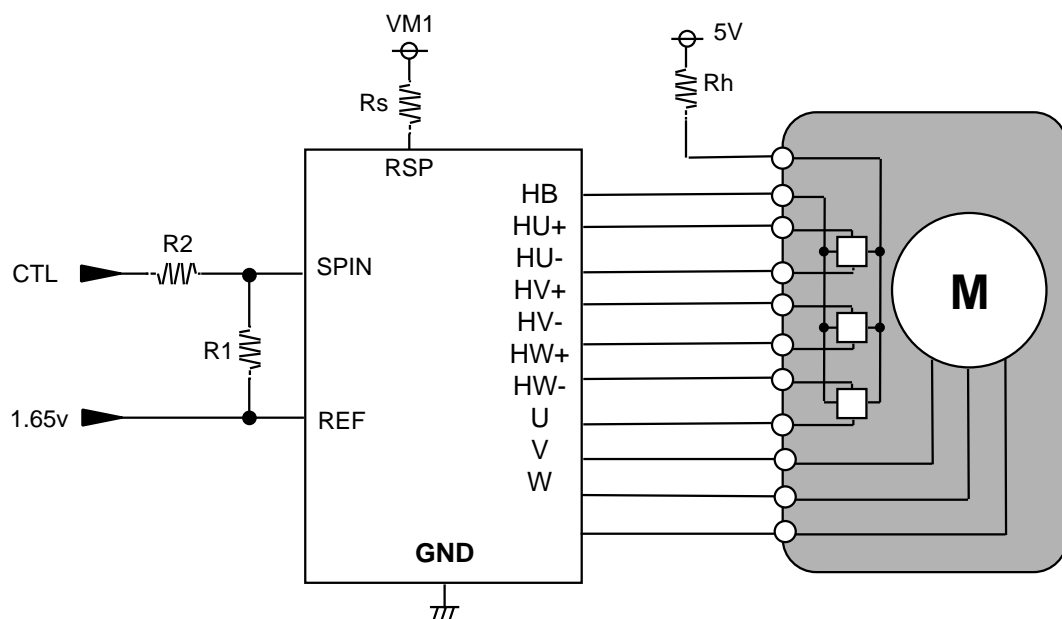 VM1
5V
Rs
Rh
RSP
HB
HU+
R2
HU-
CTL
SPIN
HV+
HV-
M
R1
HW+
HW-
1.65v
REF
U
V
W
GND